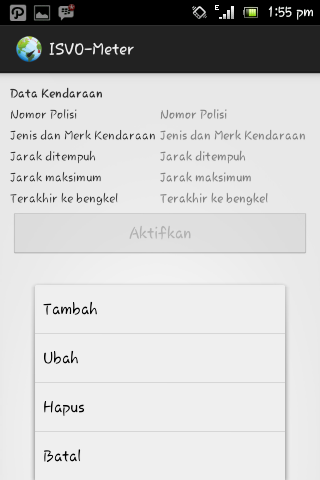 1:55 pm
ISVO-Meter
Data Kendaraan
Nomor Polisi Nomor Polisi
Jenis dan Merk Kendaraan Jenis dan Merk Kendaraan
Jarak ditempuh Jarak ditempuh
Jarak maksimum Jarak maksimum
Terakhir ke bengkel Terakhir ke bengkel
Aktifkan
Tambah
Ubah
Hapus
Batal